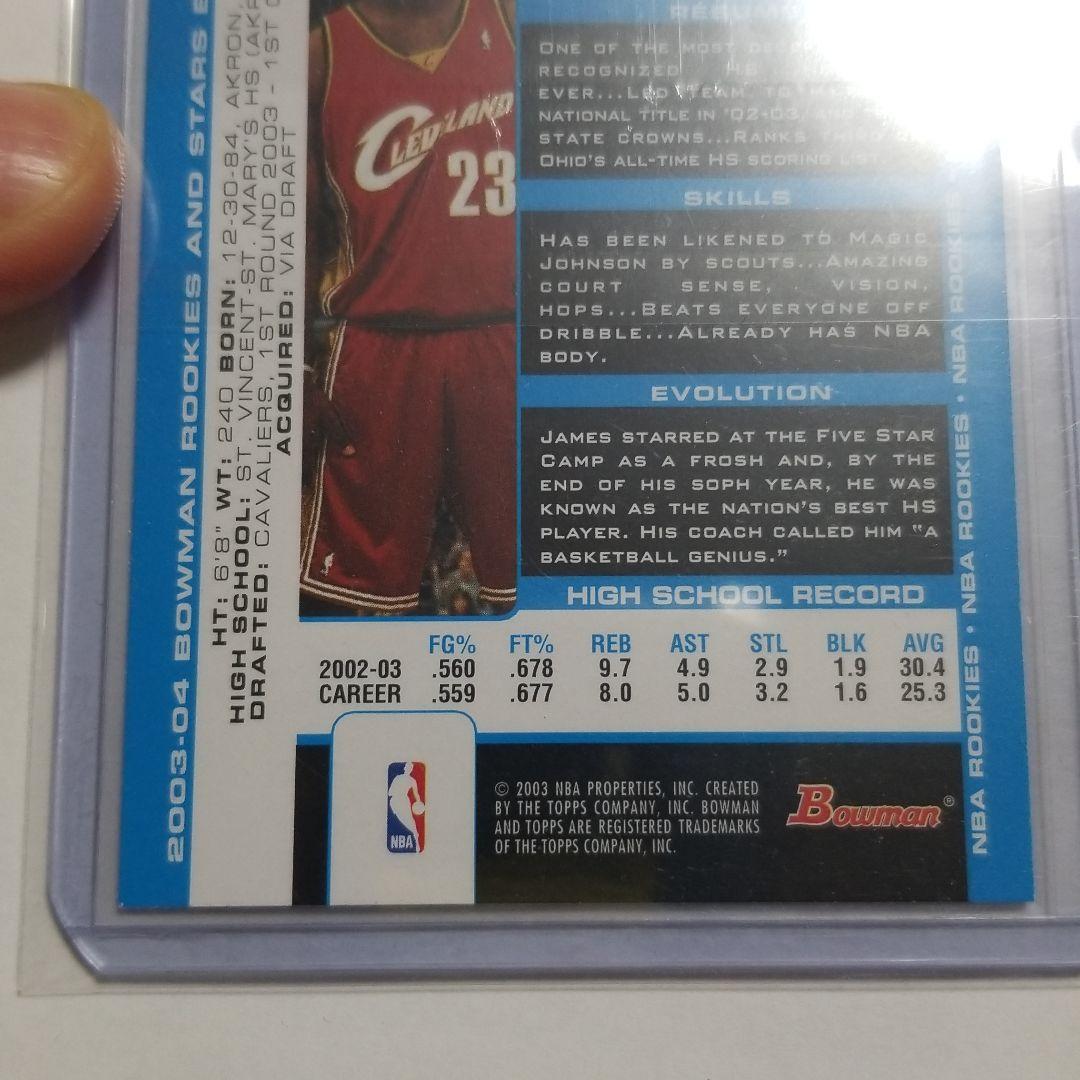 2003-04 BOWMAN ROOKIES AND STARS
HT: 6'8" WT: 240 BORN: 12-30-84, AKRON,
HIGH SCHOOL: ST. VINCENT-ST. MARY'S HS (AKR
DRAFTED: CAVALIERS, 1ST ROUND 2003 - 1ST
ACQUIRED: VIA DRAFT
CLEVELAND
23
RÉSUM
ONE OF THE MOST
RECOGNIZED HS
EVER...LED TEAM TO
NATIONAL TITLE IN '02-03, AND
STATE CROWNS...RANKS THIRD
OHIO'S ALL-TIME HS SCORING LIST.
SKILLS
HAS BEEN LIKENED TO MAGIC
JOHNSON BY SCOUTS...AMAZING
COURT SENSE, VISION,
HOPS...BEATS EVERYONE OFF
DRIBBLE...ALREADY HAS NBA
BODY.
EVOLUTION
JAMES STARRED AT THE FIVE STAR
CAMP AS A FROSH AND, BY THE
END OF HIS SOPH YEAR, HE WAS
KNOWN AS THE NATION'S BEST HS
PLAYER. HIS COACH CALLED HIM "A
BASKETBALL GENIUS."
HIGH SCHOOL RECORD
FG% FT% REB AST STL BLK AVG
2002-03 .560 .678 9.7 4.9 2.9 1.9 30.4
CAREER .559 .677 8.0 5.0 3.2 1.6 25.3
NBA
© 2003 NBA PROPERTIES, INC. CREATED
BY THE TOPPS COMPANY, INC. BOWMAN
AND TOPPS ARE REGISTERED TRADEMARKS
OF THE TOPPS COMPANY, INC.
Bowman®
NBA ROOKIES • NBA ROOKIES • NBA ROOKIE